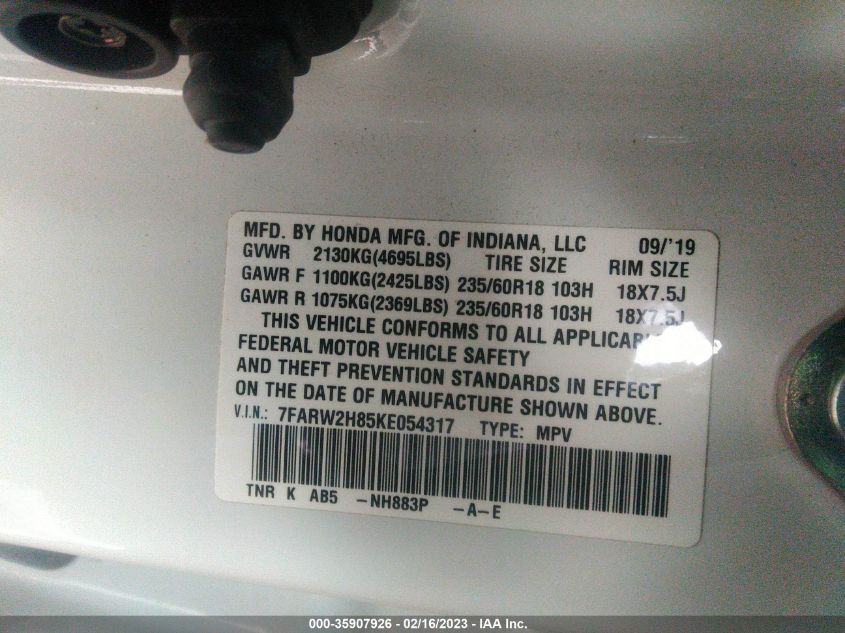 MFD. BY HONDA MFG. OF INDIANA, LLC 09/'19
GVWR 2130KG(4695LBS) TIRE SIZE RIM SIZE
GAWR F 1100KG(2425LBS) 235/60R18 103H 18X7.5J
GAWR R 1075KG(2369LBS) 235/60R18 103H 18X7.5J
THIS VEHICLE CONFORMS TO ALL
FEDERAL MOTOR VEHICLE SAFETY
AND THEFT PREVENTION STANDARDS IN EFFECT
ON THE DATE OF MANUFACTURE SHOWN ABOVE.
V.I.N.: 7FARW2H85KE054317 TYPE: MPV
TNR K AB5 -NH883P -A-E
000-35907926 - 02/16/2023 - IAA Inc.